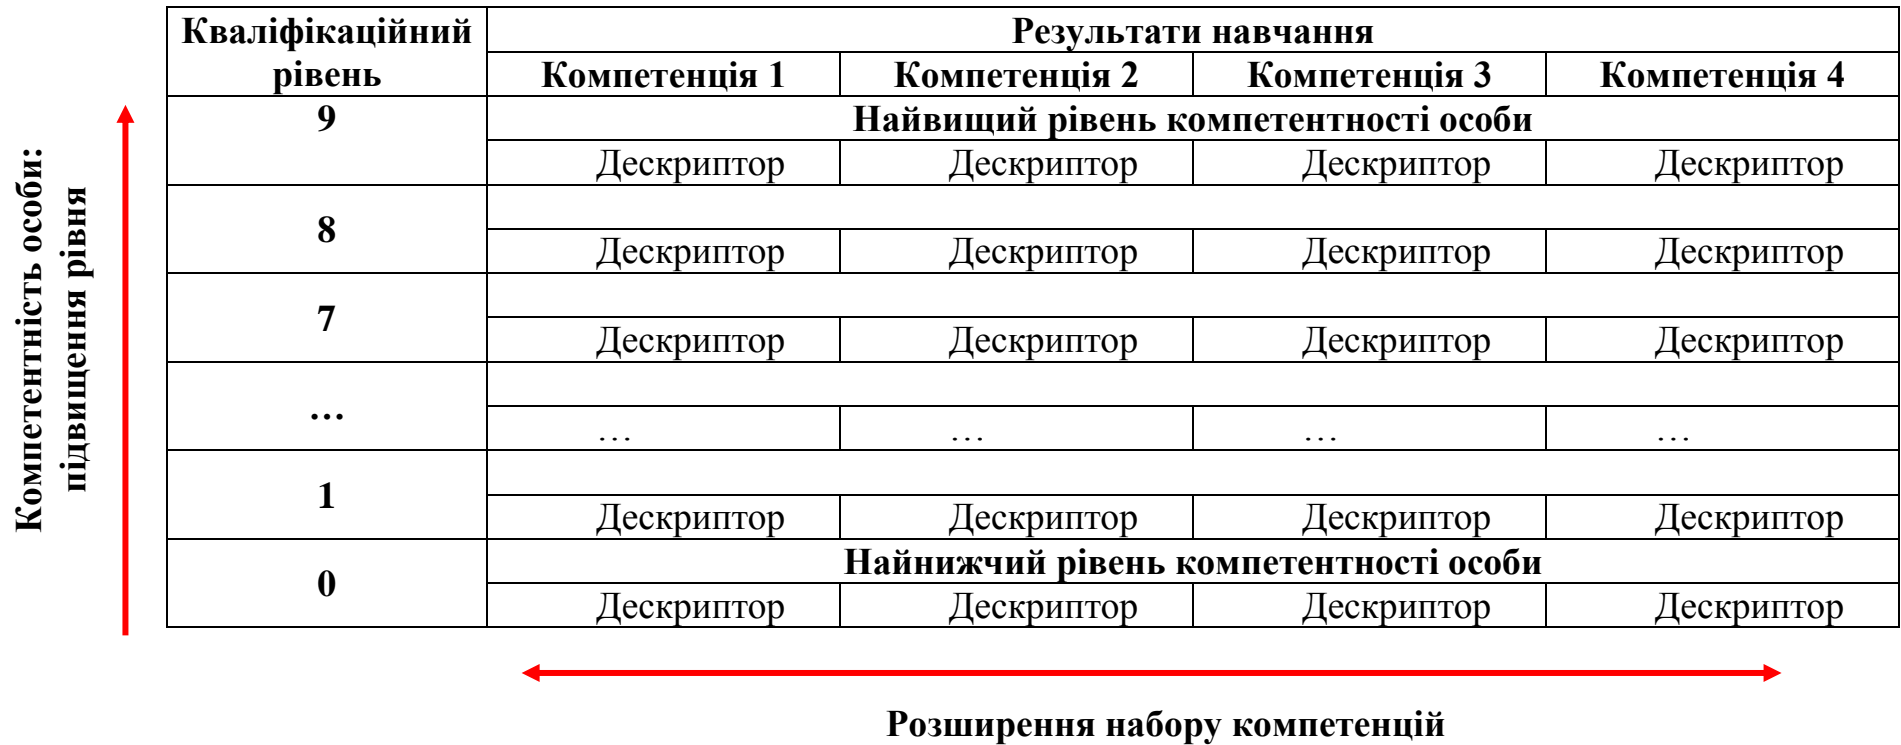 Кваліфікаційний рівень
Результати навчання
Компетенція 1 Компетенція 2 Компетенція 3 Компетенція 4
9
Найвищий рівень компетентності особи
Дескриптор Дескриптор Дескриптор Дескриптор
8
Дескриптор Дескриптор Дескриптор Дескриптор
7
Дескриптор Дескриптор Дескриптор Дескриптор
…
… … … …
1
Дескриптор Дескриптор Дескриптор Дескриптор
0
Найнижчий рівень компетентності особи
Дескриптор Дескриптор Дескриптор Дескриптор
Компетентність особи:
підвищення рівня
Розширення набору компетенцій